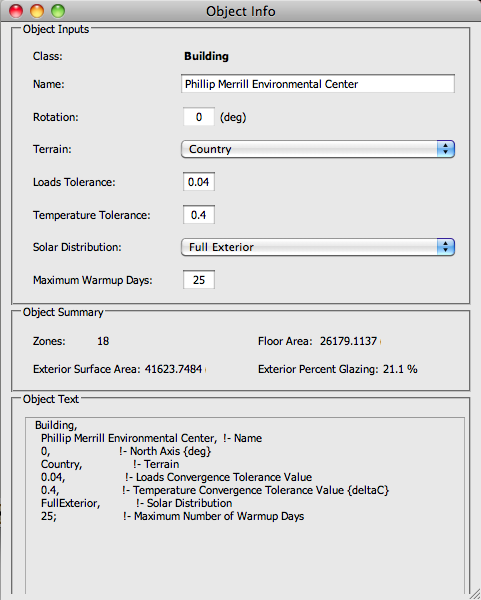 Object Info
Object Inputs
Class: Building
Name: Phillip Merrill Environmental Center
Rotation: 0 (deg)
Terrain: Country
Loads Tolerance: 0.04
Temperature Tolerance: 0.4
Solar Distribution: Full Exterior
Maximum Warmup Days: 25
Object Summary
Zones: 18 Floor Area: 26179.1137 (
Exterior Surface Area: 41623.7484 ( Exterior Percent Glazing: 21.1 %
Object Text
Building,
Phillip Merrill Environmental Center, !- Name
0, !- North Axis {deg}
Country, !- Terrain
0.04, !- Loads Convergence Tolerance Value
0.4, !- Temperature Convergence Tolerance Value {deltaC}
FullExterior, !- Solar Distribution
25; !- Maximum Number of Warmup Days